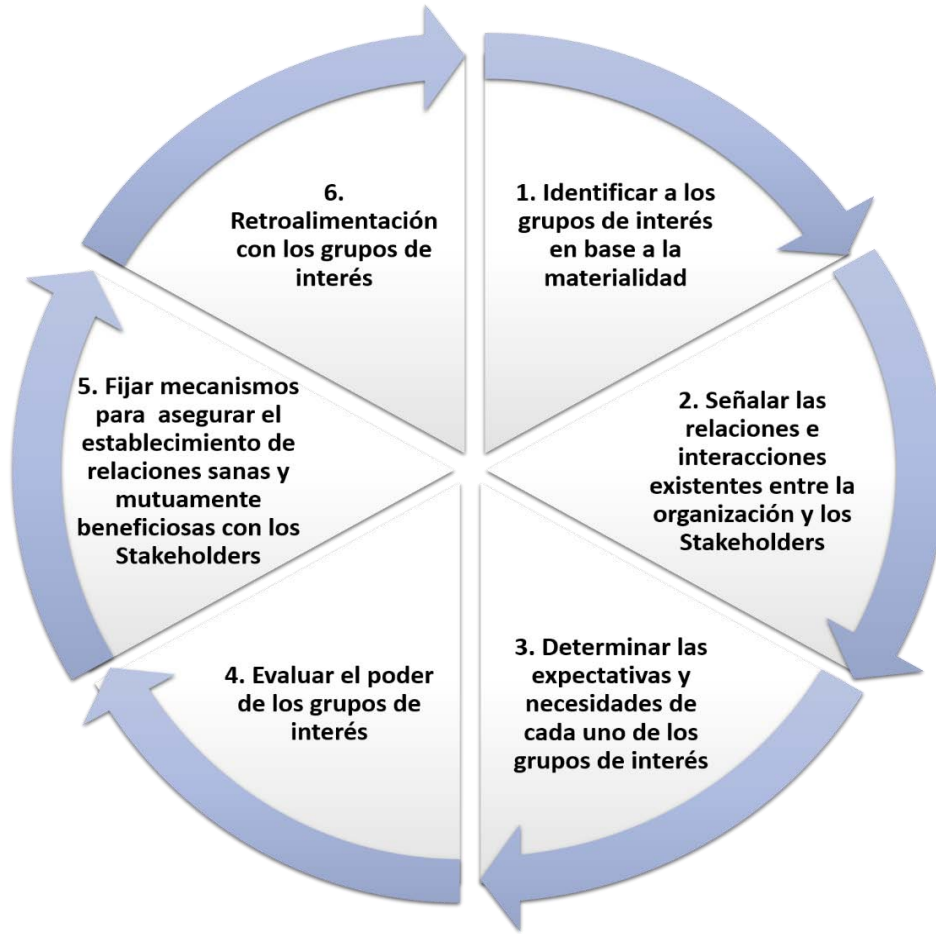 1. Identificar a los
grupos de interés
en base a la
materialidad
2. Señalar las
relaciones e
interacciones
existentes entre la
organización y los
Stakeholders
3. Determinar las
expectativas y
necesidades de
cada uno de los
grupos de interés
4. Evaluar el poder
de los grupos de
interés
5. Fijar mecanismos
para  asegurar el
establecimiento de
relaciones sanas y
mutuamente
beneficiosas con los
Stakeholders
6.
Retroalimentación
con los grupos de
interés